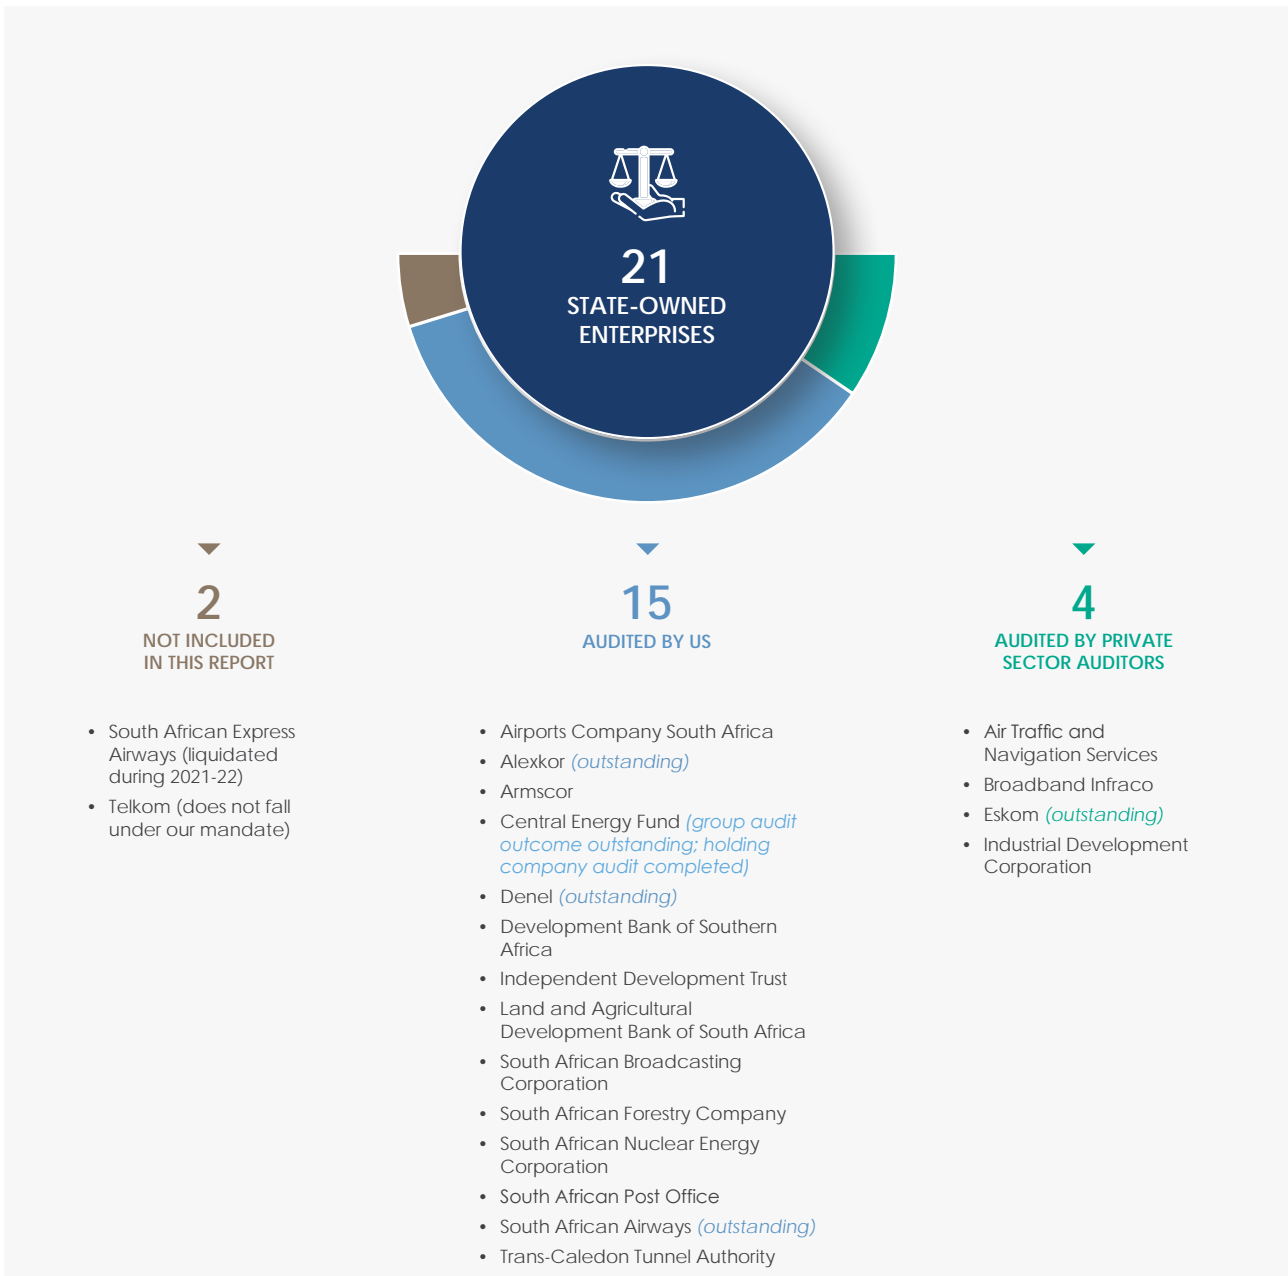 21
STATE-OWNED
ENTERPRISES
2
NOT INCLUDED
IN THIS REPORT
• South African Express
Airways (liquidated
during 2021-22)
• Telkom (does not fall
under our mandate)
15
AUDITED BY US
• Airports Company South Africa
• Alexkor (outstanding)
• Armscor
• Central Energy Fund (group audit
outcome outstanding; holding
company audit completed)
• Denel (outstanding)
• Development Bank of Southern
Africa
• Independent Development Trust
• Land and Agricultural
Development Bank of South Africa
• South African Broadcasting
Corporation
• South African Forestry Company
• South African Nuclear Energy
Corporation
• South African Post Office
• South African Airways (outstanding)
• Trans-Caledon Tunnel Authority
4
AUDITED BY PRIVATE
SECTOR AUDITORS
• Air Traffic and
Navigation Services
• Broadband Infraco
• Eskom (outstanding)
• Industrial Development
Corporation